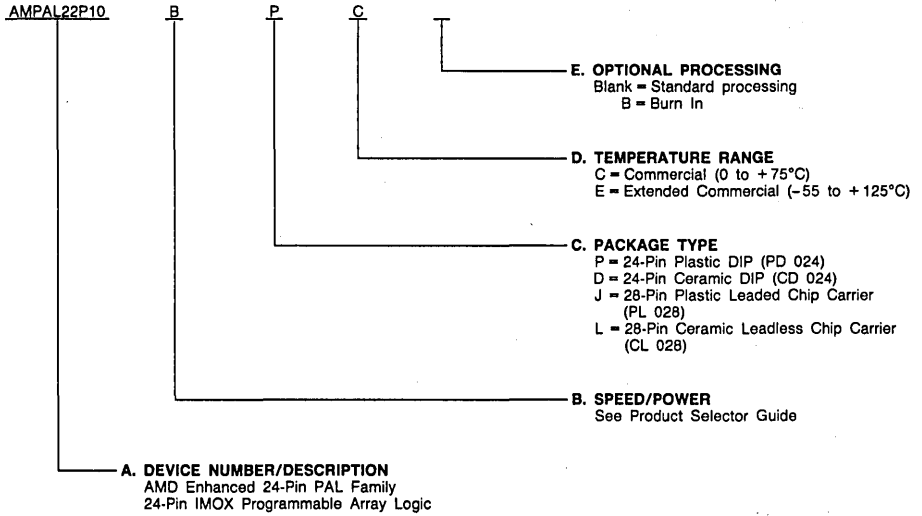 AMPAL22P10 B P C
E. OPTIONAL PROCESSING
Blank = Standard processing
B = Burn In
D. TEMPERATURE RANGE
C = Commercial (0 to +75°C)
E = Extended Commercial (-55 to +125°C)
C. PACKAGE TYPE
P = 24-Pin Plastic DIP (PD 024)
D = 24-Pin Ceramic DIP (CD 024)
J = 28-Pin Plastic Leaded Chip Carrier
(PL 028)
L = 28-Pin Ceramic Leadless Chip Carrier
(CL 028)
B. SPEED/POWER
See Product Selector Guide
A. DEVICE NUMBER/DESCRIPTION
AMD Enhanced 24-Pin PAL Family
24-Pin IMOX Programmable Array Logic